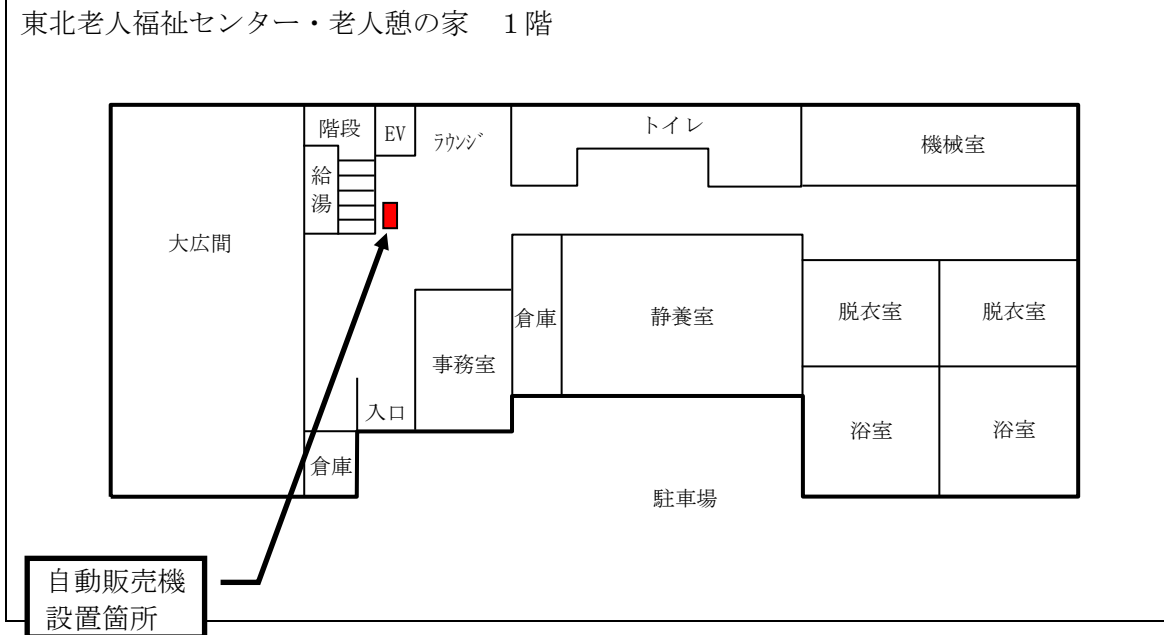 東北老人福祉センター・老人憩の家　１階
階段
EV
ﾗｳﾝｼﾞ
トイレ
機械室
給湯
大広間
倉庫
静養室
脱衣室
脱衣室
事務室
入口
浴室
浴室
倉庫
駐車場
自動販売機
設置箇所